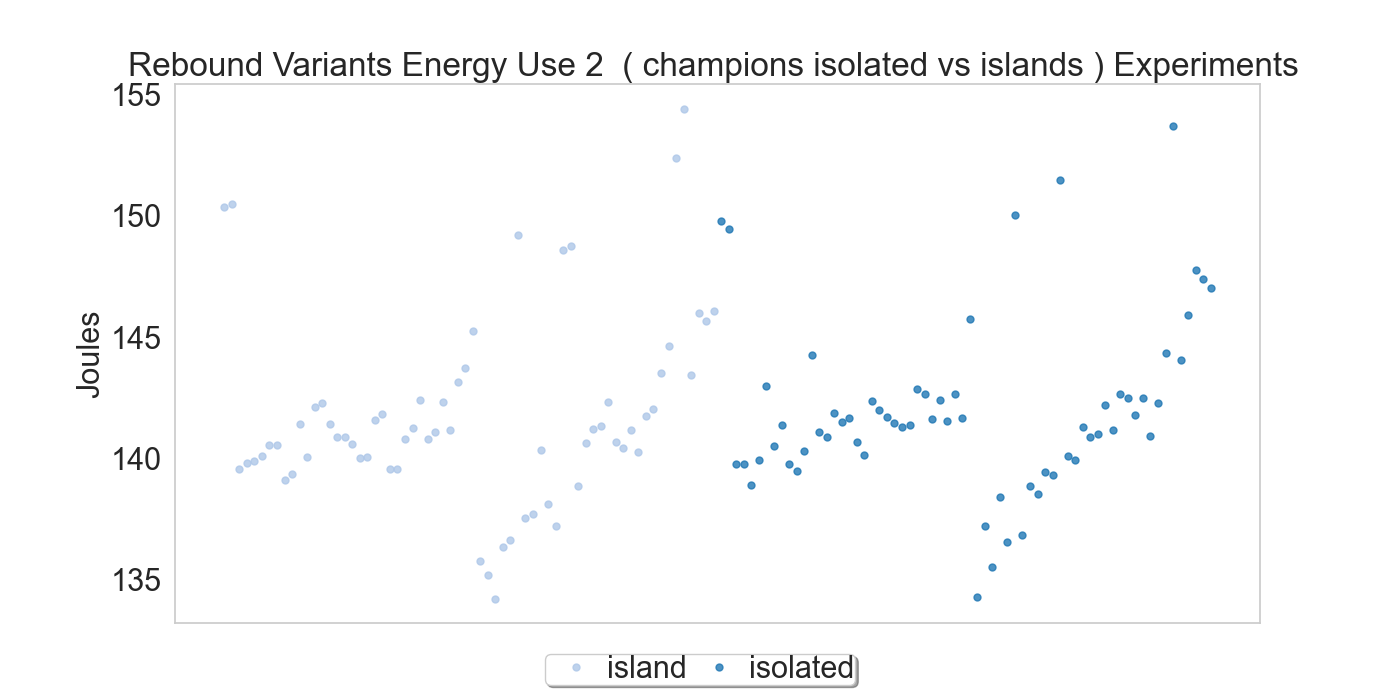 Rebound Variants Energy Use 2  ( champions isolated vs islands ) Experiments
155
150
145
140
135
Joules
island
isolated